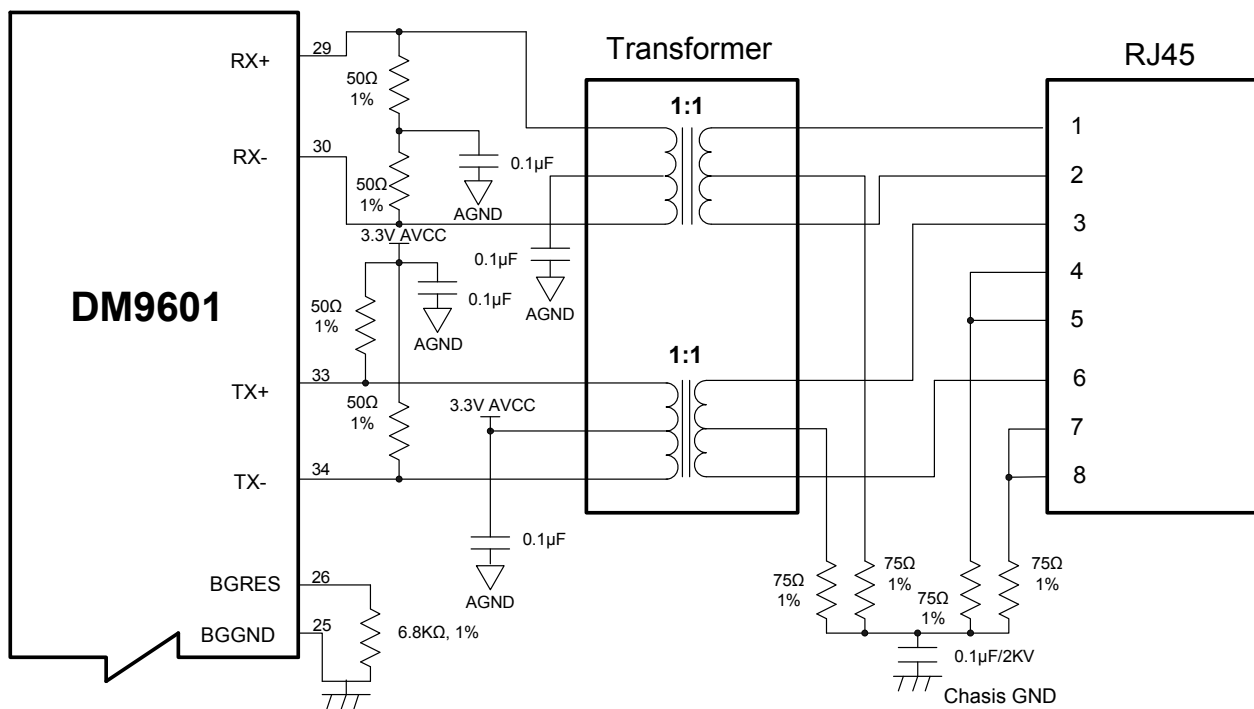 DM9601
RX+
29
RX-
30
TX+
33
TX-
34
BGRES
26
BGGND
25
50Ω
1%
50Ω
1%
0.1µF
AGND
3.3V AVCC
0.1µF
AGND
50Ω
1%
50Ω
1%
0.1µF
AGND
3.3V AVCC
0.1µF
AGND
6.8KΩ, 1%
Transformer
1:1
1:1
RJ45
1
2
3
4
5
6
7
8
75Ω
1%
75Ω
1%
75Ω
1%
75Ω
1%
0.1µF/2KV
Chasis GND